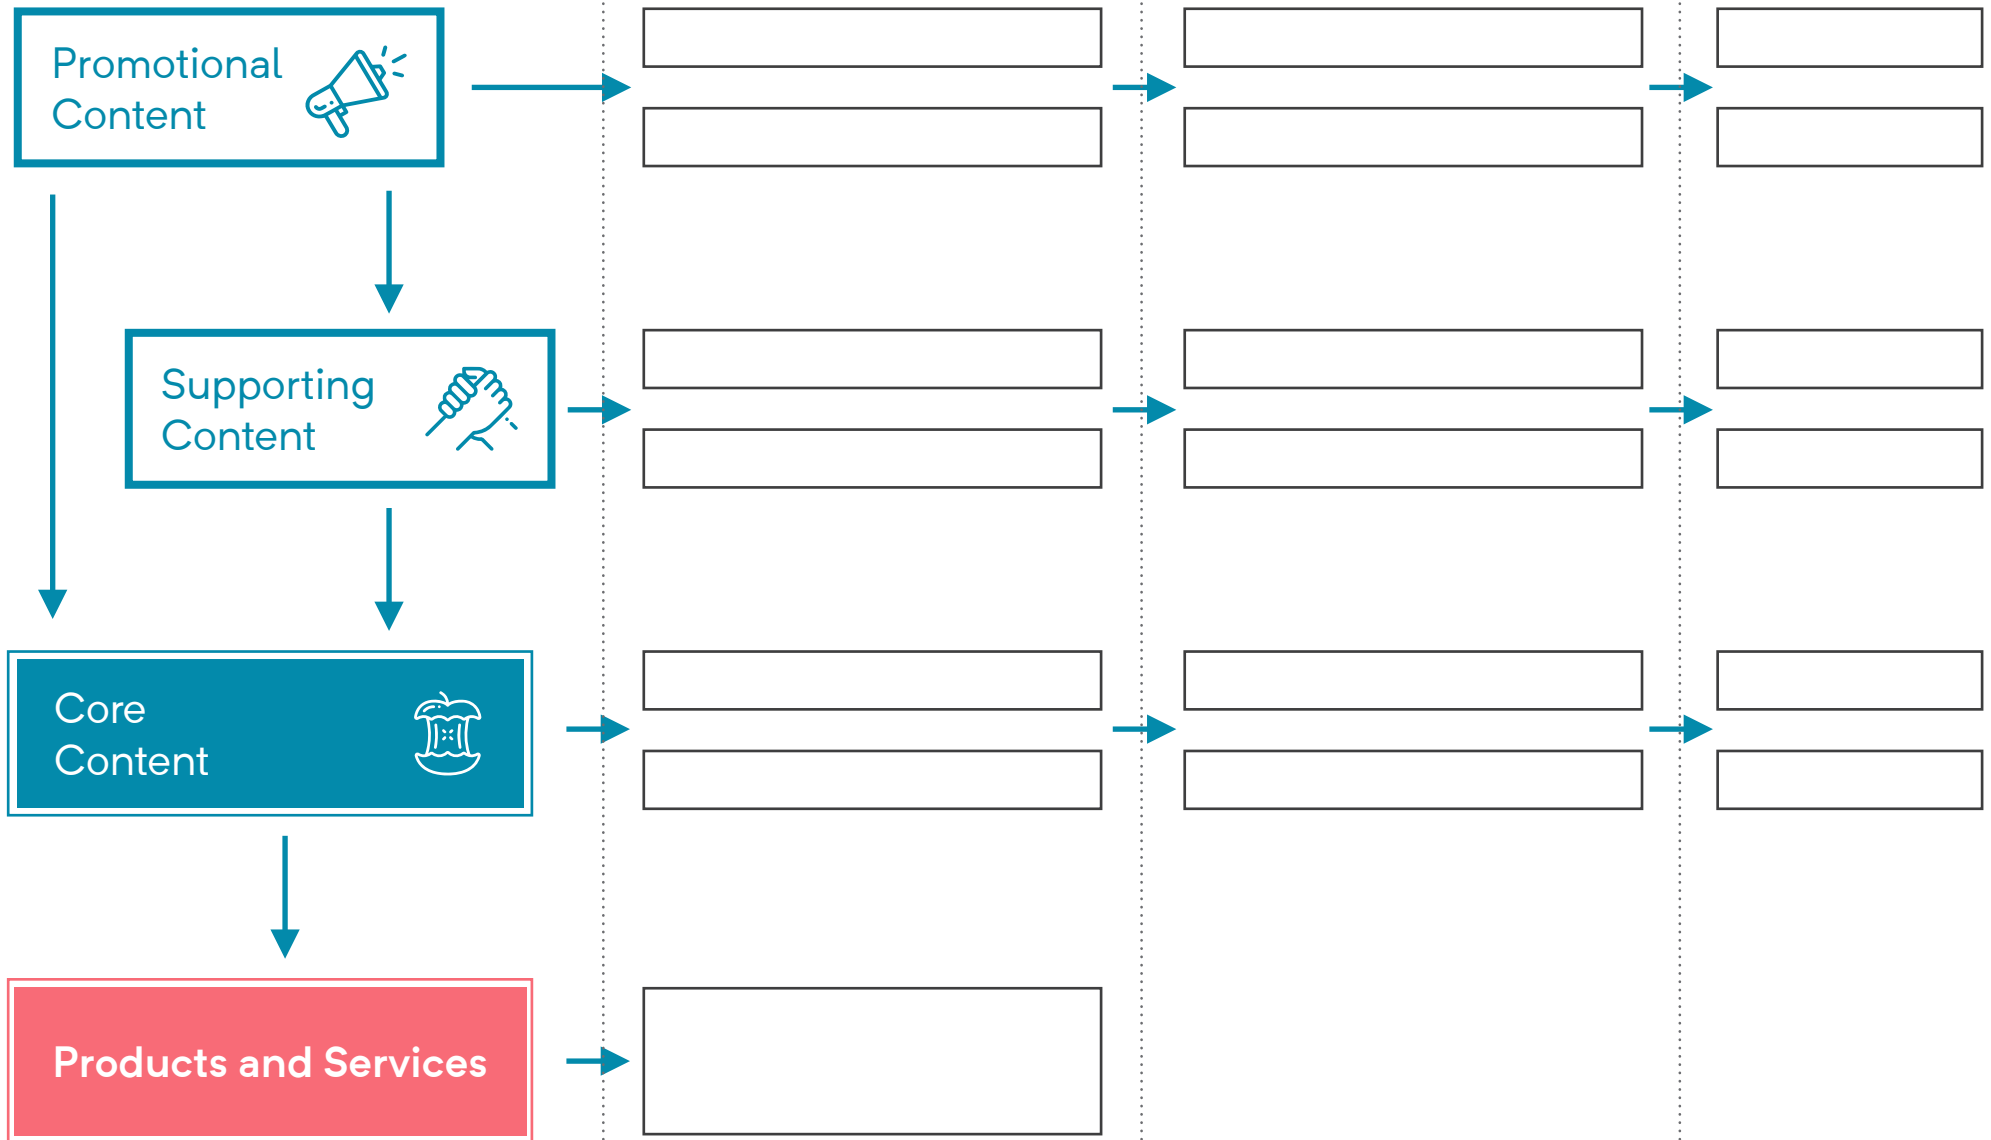 Promotional
Content
Supporting
Content
Core
Content
Products and Services